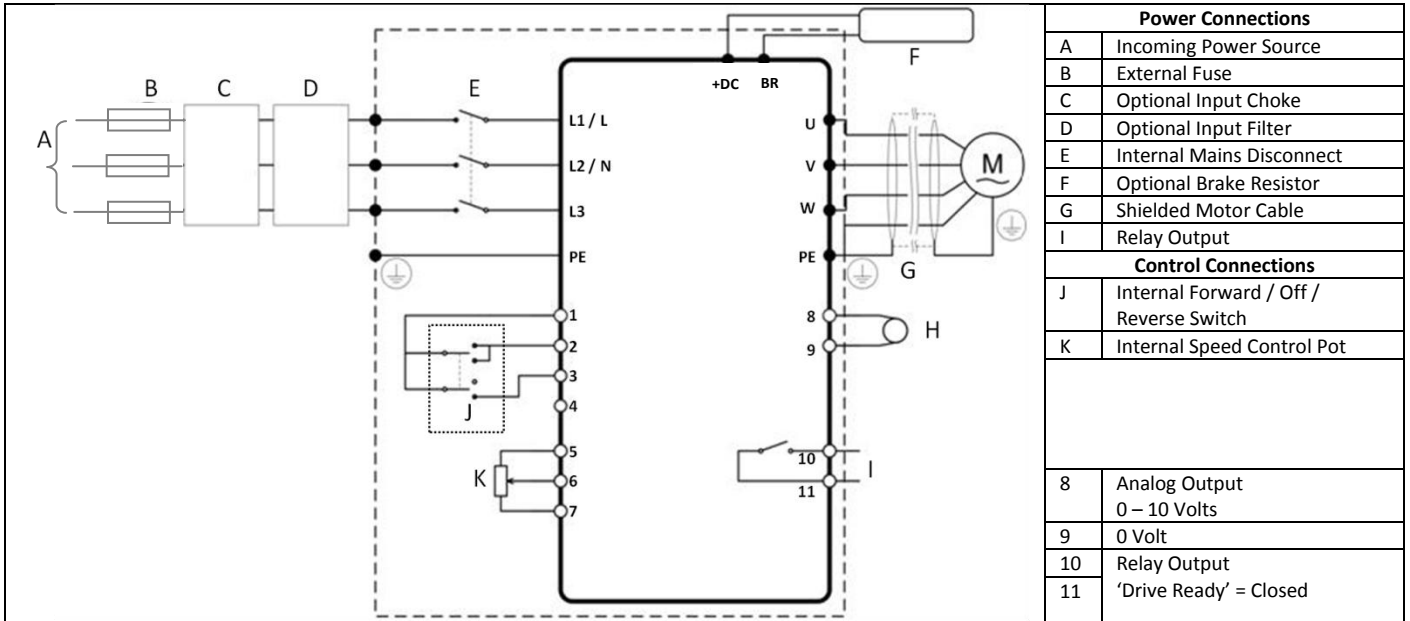 A
B
C
D
E
F
+DC BR
L1 / L
L2 / N
L3
PE
U
V
W
PE
M
G
1
2
3
4
5
6
7
J
K
8
9
H
10
11
I
Power Connections
A Incoming Power Source
B External Fuse
C Optional Input Choke
D Optional Input Filter
E Internal Mains Disconnect
F Optional Brake Resistor
G Shielded Motor Cable
I Relay Output
Control Connections
J Internal Forward / Off /
Reverse Switch
K Internal Speed Control Pot
8 Analog Output
0 – 10 Volts
9 0 Volt
10 Relay Output
11 ‘Drive Ready’ = Closed